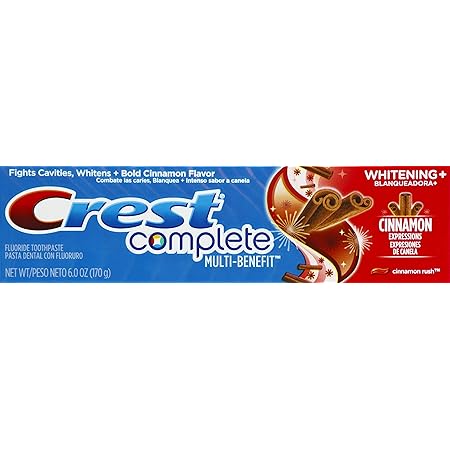 Fights Cavities, Whitens + Bold Cinnamon Flavor
Combate las caries, Blanquea + Intenso sabor a canela
Crest
complete
MULTI-BENEFIT™
FLUORIDE TOOTHPASTE
PASTA DENTAL CON FLUORURO
NET WT/PESO NETO 6.0 OZ (170 g)
WHITENING+
BLANQUEADORA+
CINNAMON
EXPRESSIONS
EXPRESIONES
DE CANELA
cinnamon rush™